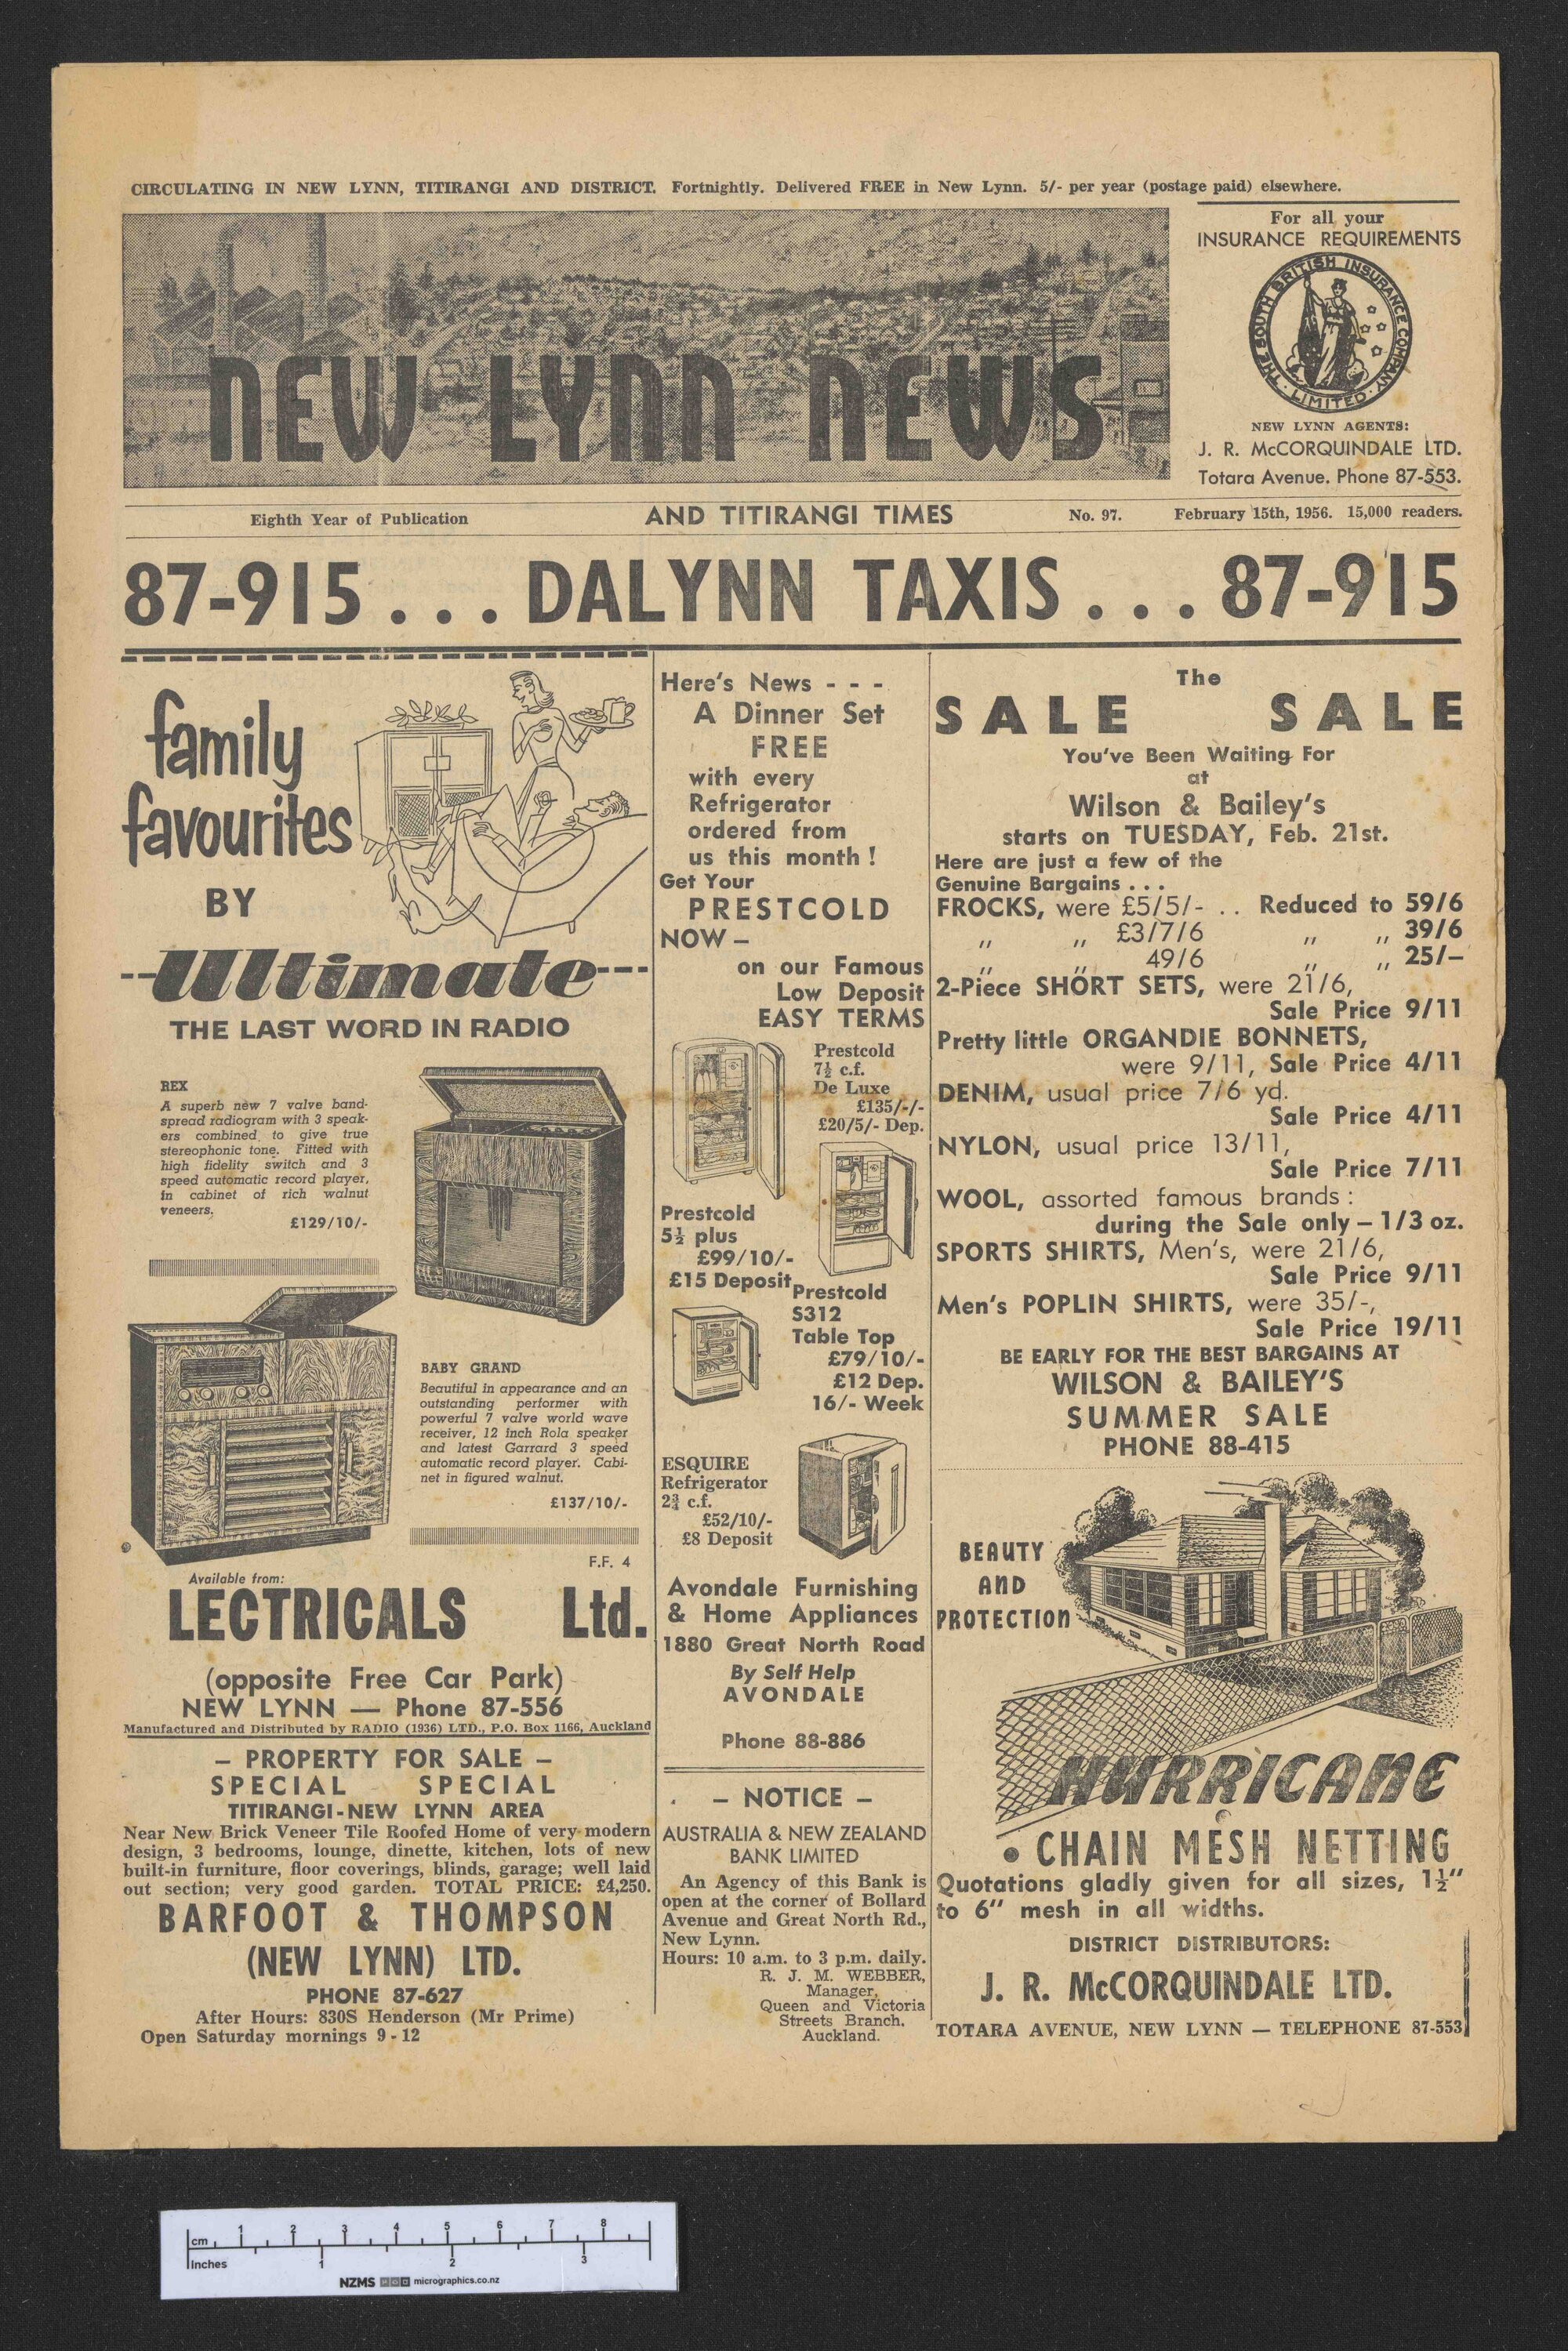 CIRCULATING IN NEW LYNN, TITIRANGI AND DISTRICT. Fortnightly. Delivered FREE in New Lynn. 5/- per year (postage paid) elsewhere.
NEW LYNN NEWS
For all your
INSURANCE REQUIREMENTS
THE SOUTH BRITISH INSURANCE COMPANY LIMITED
NEW LYNN AGENTS:
J. R. McCORQUINDALE LTD.
Totara Avenue. Phone 87-553.
Eighth Year of Publication
AND TITIRANGI TIMES
No. 97.
February 15th, 1956. 15,000 readers.
87-915 . . . DALYNN TAXIS . . . 87-915
family
favourites
BY
Ultimate
THE LAST WORD IN RADIO
REX
A superb new 7 valve band-
spread radiogram with 3 speak-
ers combined to give true
stereophonic tone. Fitted with
high fidelity switch and 3
speed automatic record player,
in cabinet of rich walnut
veneers.
£129/10/-
BABY GRAND
Beautiful in appearance and an
outstanding performer with
powerful 7 valve world wave
receiver, 12 inch Rola speaker
and latest Garrard 3 speed
automatic record player. Cabi-
net in figured walnut.
£137/10/-
F.F. 4
Available from:
LECTRICALS Ltd.
(opposite Free Car Park)
NEW LYNN — Phone 87-556
Manufactured and Distributed by RADIO (1936) LTD., P.O. Box 1166, Auckland
– PROPERTY FOR SALE –
SPECIAL SPECIAL
TITIRANGI-NEW LYNN AREA
Near New Brick Veneer Tile Roofed Home of very modern
design, 3 bedrooms, lounge, dinette, kitchen, lots of new
built-in furniture, floor coverings, blinds, garage; well laid
out section; very good garden. TOTAL PRICE: £4,250.
BARFOOT & THOMPSON
(NEW LYNN) LTD.
PHONE 87-627
After Hours: 830S Henderson (Mr Prime)
Open Saturday mornings 9 - 12
Here's News - - -
A Dinner Set
FREE
with every
Refrigerator
ordered from
us this month !
Get Your
PRESTCOLD
NOW –
on our Famous
Low Deposit
EASY TERMS
Prestcold
7½ c.f.
De Luxe
£135/-/-
£20/5/- Dep.
Prestcold
5½ plus
£99/10/-
£15 Deposit
Prestcold
S312
Table Top
£79/10/-
£12 Dep.
16/- Week
ESQUIRE
Refrigerator
2¾ c.f.
£52/10/-
£8 Deposit
Avondale Furnishing
& Home Appliances
1880 Great North Road
By Self Help
AVONDALE
Phone 88-886
– NOTICE –
AUSTRALIA & NEW ZEALAND
BANK LIMITED
An Agency of this Bank is
open at the corner of Bollard
Avenue and Great North Rd.,
New Lynn.
Hours: 10 a.m. to 3 p.m. daily.
R. J. M. WEBBER,
Manager,
Queen and Victoria
Streets Branch.
Auckland.
The
SALE SALE
You've Been Waiting For
at
Wilson & Bailey's
starts on TUESDAY, Feb. 21st.
Here are just a few of the
Genuine Bargains . . .
FROCKS, were £5/5/- . . Reduced to 59/6
,, ,, £3/7/6 ,, ,, 39/6
,, ,, 49/6 ,, ,, 25/–
2-Piece SHORT SETS, were 21/6,
Sale Price 9/11
Pretty little ORGANDIE BONNETS,
were 9/11, Sale Price 4/11
DENIM, usual price 7/6 yd.
Sale Price 4/11
NYLON, usual price 13/11,
Sale Price 7/11
WOOL, assorted famous brands :
during the Sale only – 1/3 oz.
SPORTS SHIRTS, Men's, were 21/6,
Sale Price 9/11
Men's POPLIN SHIRTS, were 35/-,
Sale Price 19/11
BE EARLY FOR THE BEST BARGAINS AT
WILSON & BAILEY'S
SUMMER SALE
PHONE 88-415
BEAUTY
AND
PROTECTION
HURRICANE
• CHAIN MESH NETTING
Quotations gladly given for all sizes, 1½"
to 6" mesh in all widths.
DISTRICT DISTRIBUTORS:
J. R. McCORQUINDALE LTD.
TOTARA AVENUE, NEW LYNN — TELEPHONE 87-553
cm 1 2 3 4 5 6 7 8
Inches 1 2 3
NZMS micrographics.co.nz